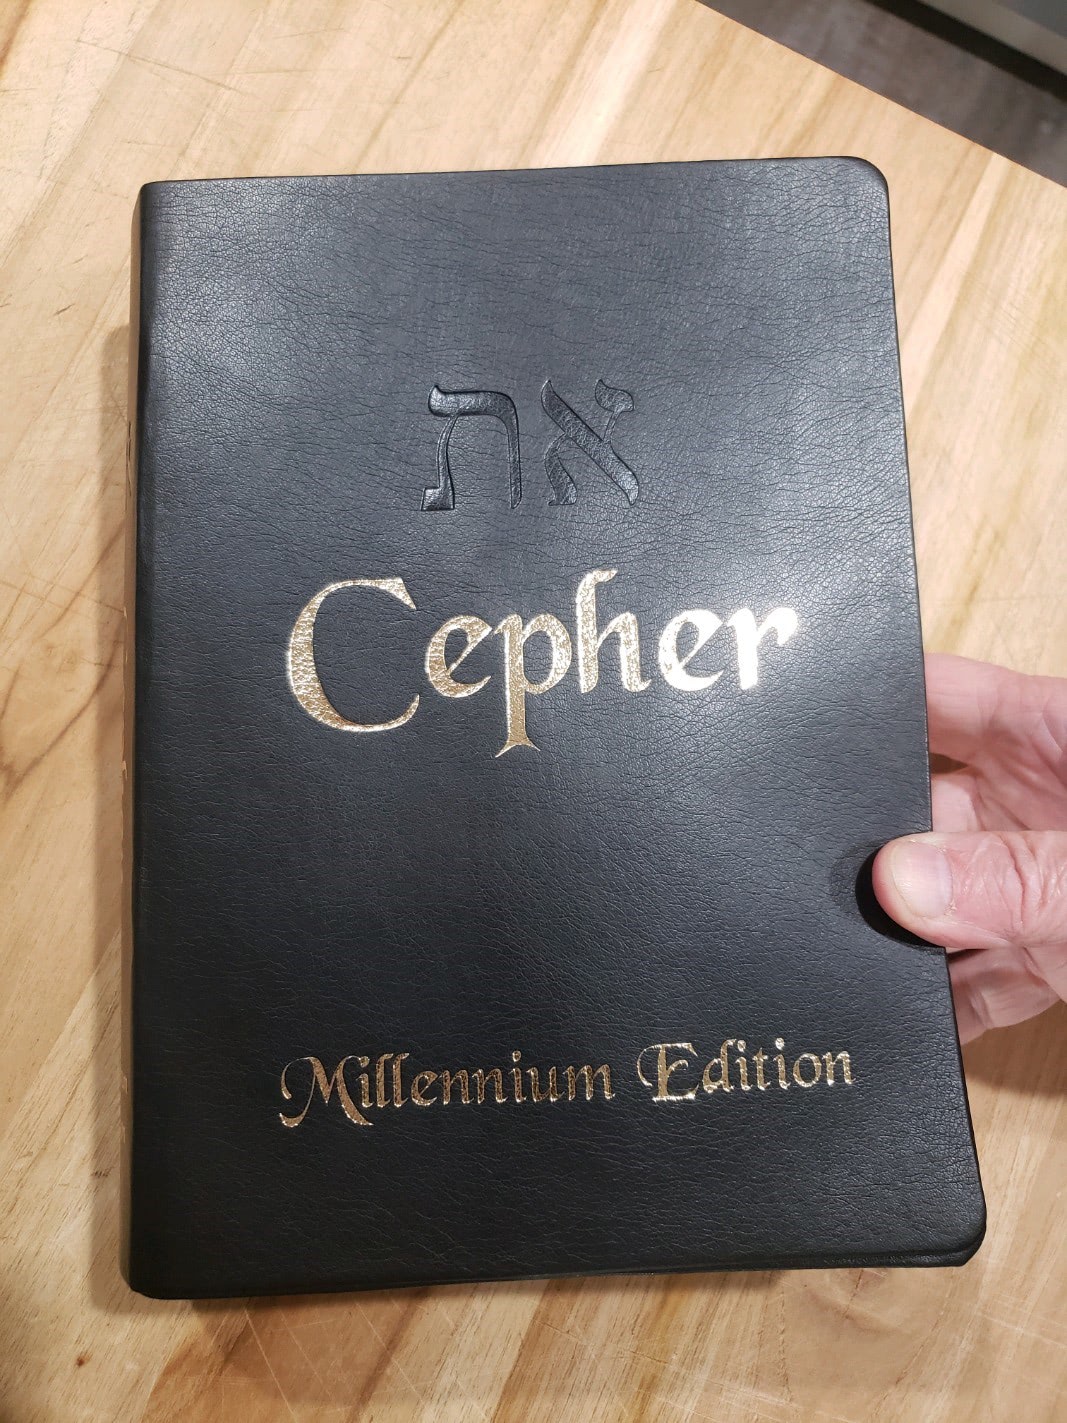 את
Cepher
Millennium Edition